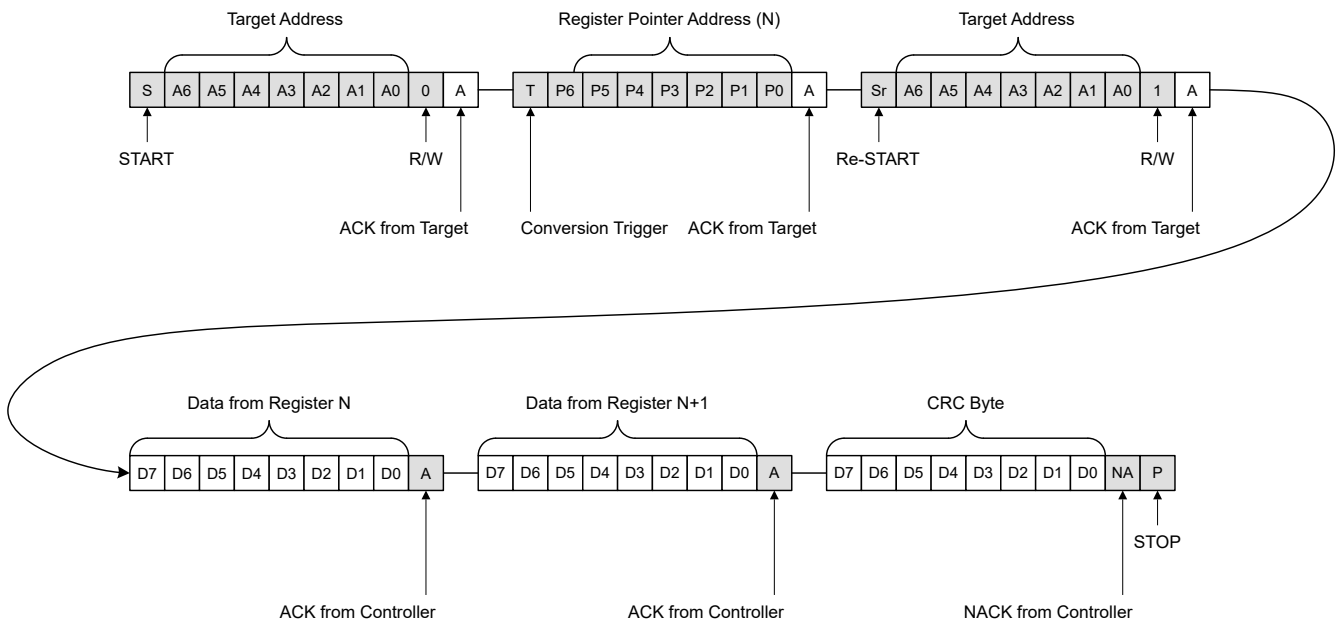 Target Address Register Pointer Address (N) Target Address
S A6 A5 A4 A3 A2 A1 A0 0 A T P6 P5 P4 P3 P2 P1 P0 A Sr A6 A5 A4 A3 A2 A1 A0 1 A
START R/W Re-START R/W
ACK from Target Conversion Trigger ACK from Target ACK from Target
Data from Register N Data from Register N+1 CRC Byte
D7 D6 D5 D4 D3 D2 D1 D0 A D7 D6 D5 D4 D3 D2 D1 D0 A D7 D6 D5 D4 D3 D2 D1 D0 NA P
STOP
ACK from Controller ACK from Controller NACK from Controller